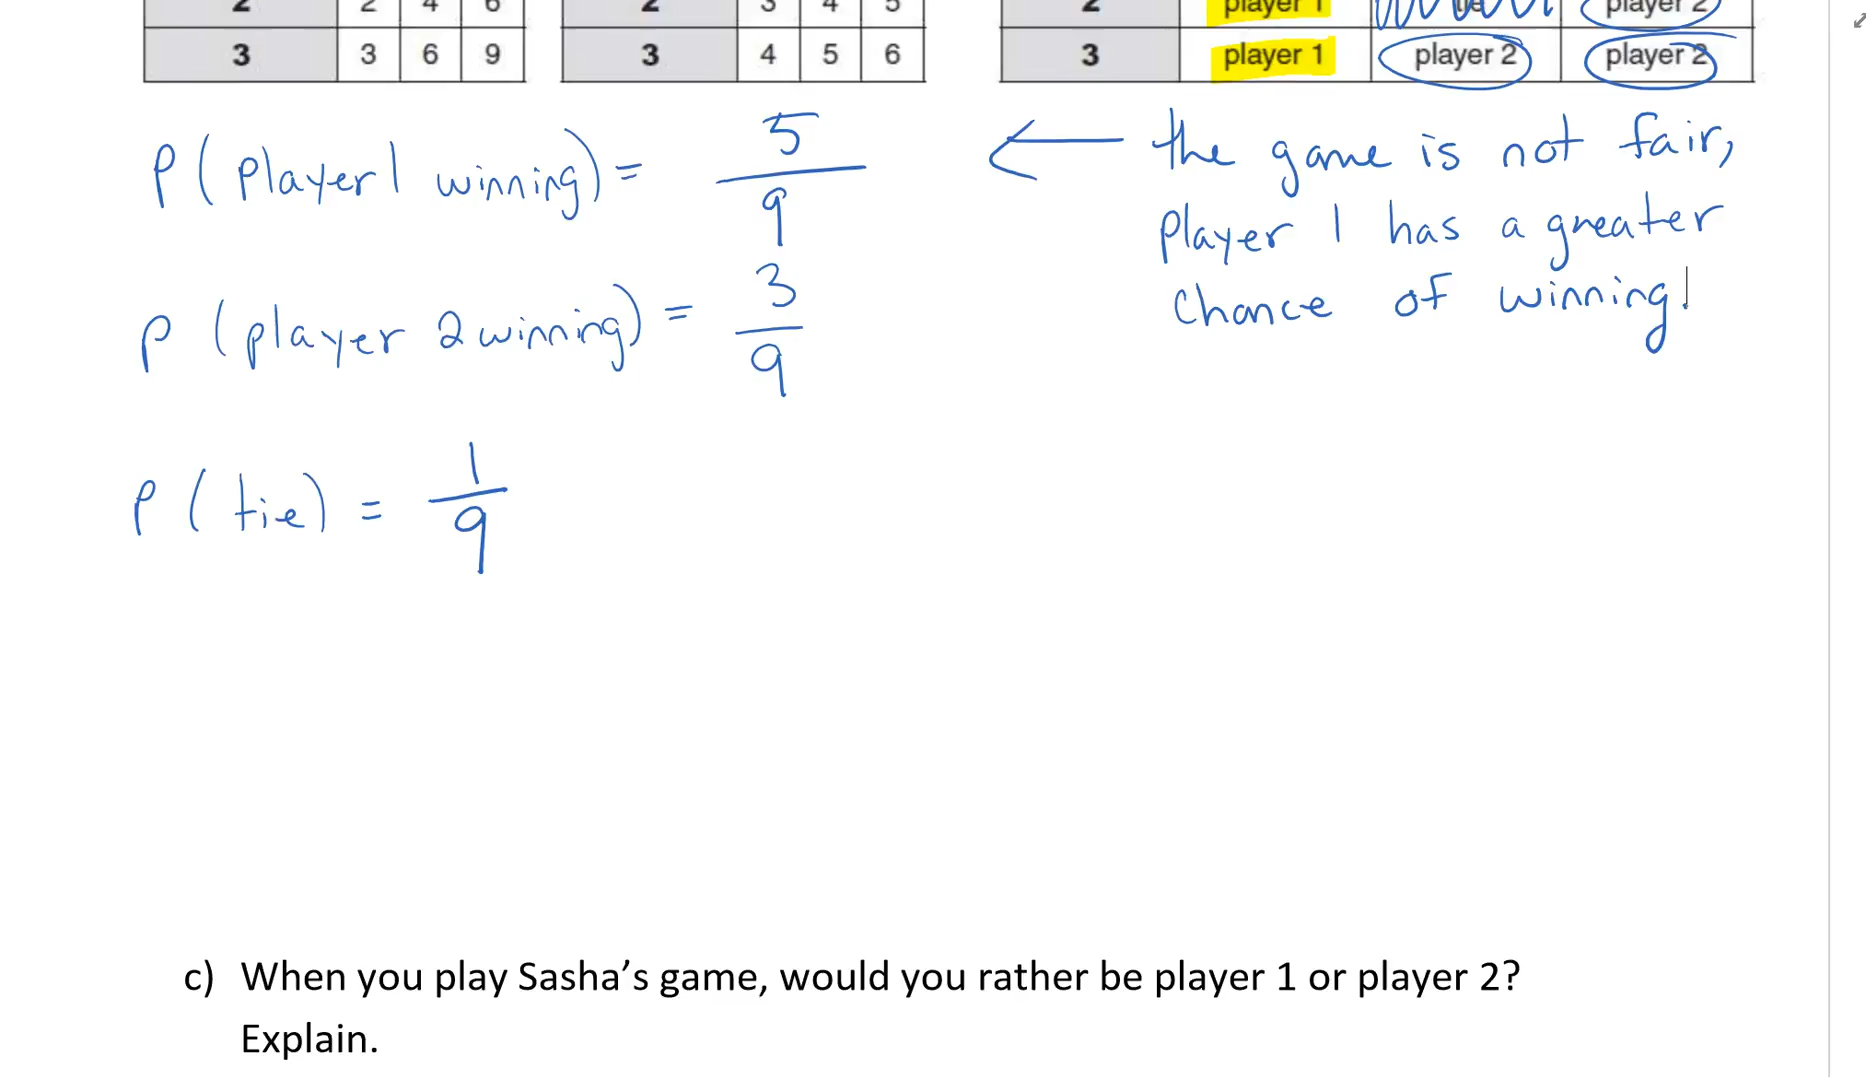 2 2 4 6 2 3 4 5 2 player 1 tie player 2
3 3 6 9 3 4 5 6 3 player 1 player 2 player 2
P(player 1 winning) = 5/9 ← the game is not fair,
player 1 has a greater
chance of winning!
P (player 2 winning) = 3/9
P (tie) = 1/9
c) When you play Sasha's game, would you rather be player 1 or player 2?
Explain.